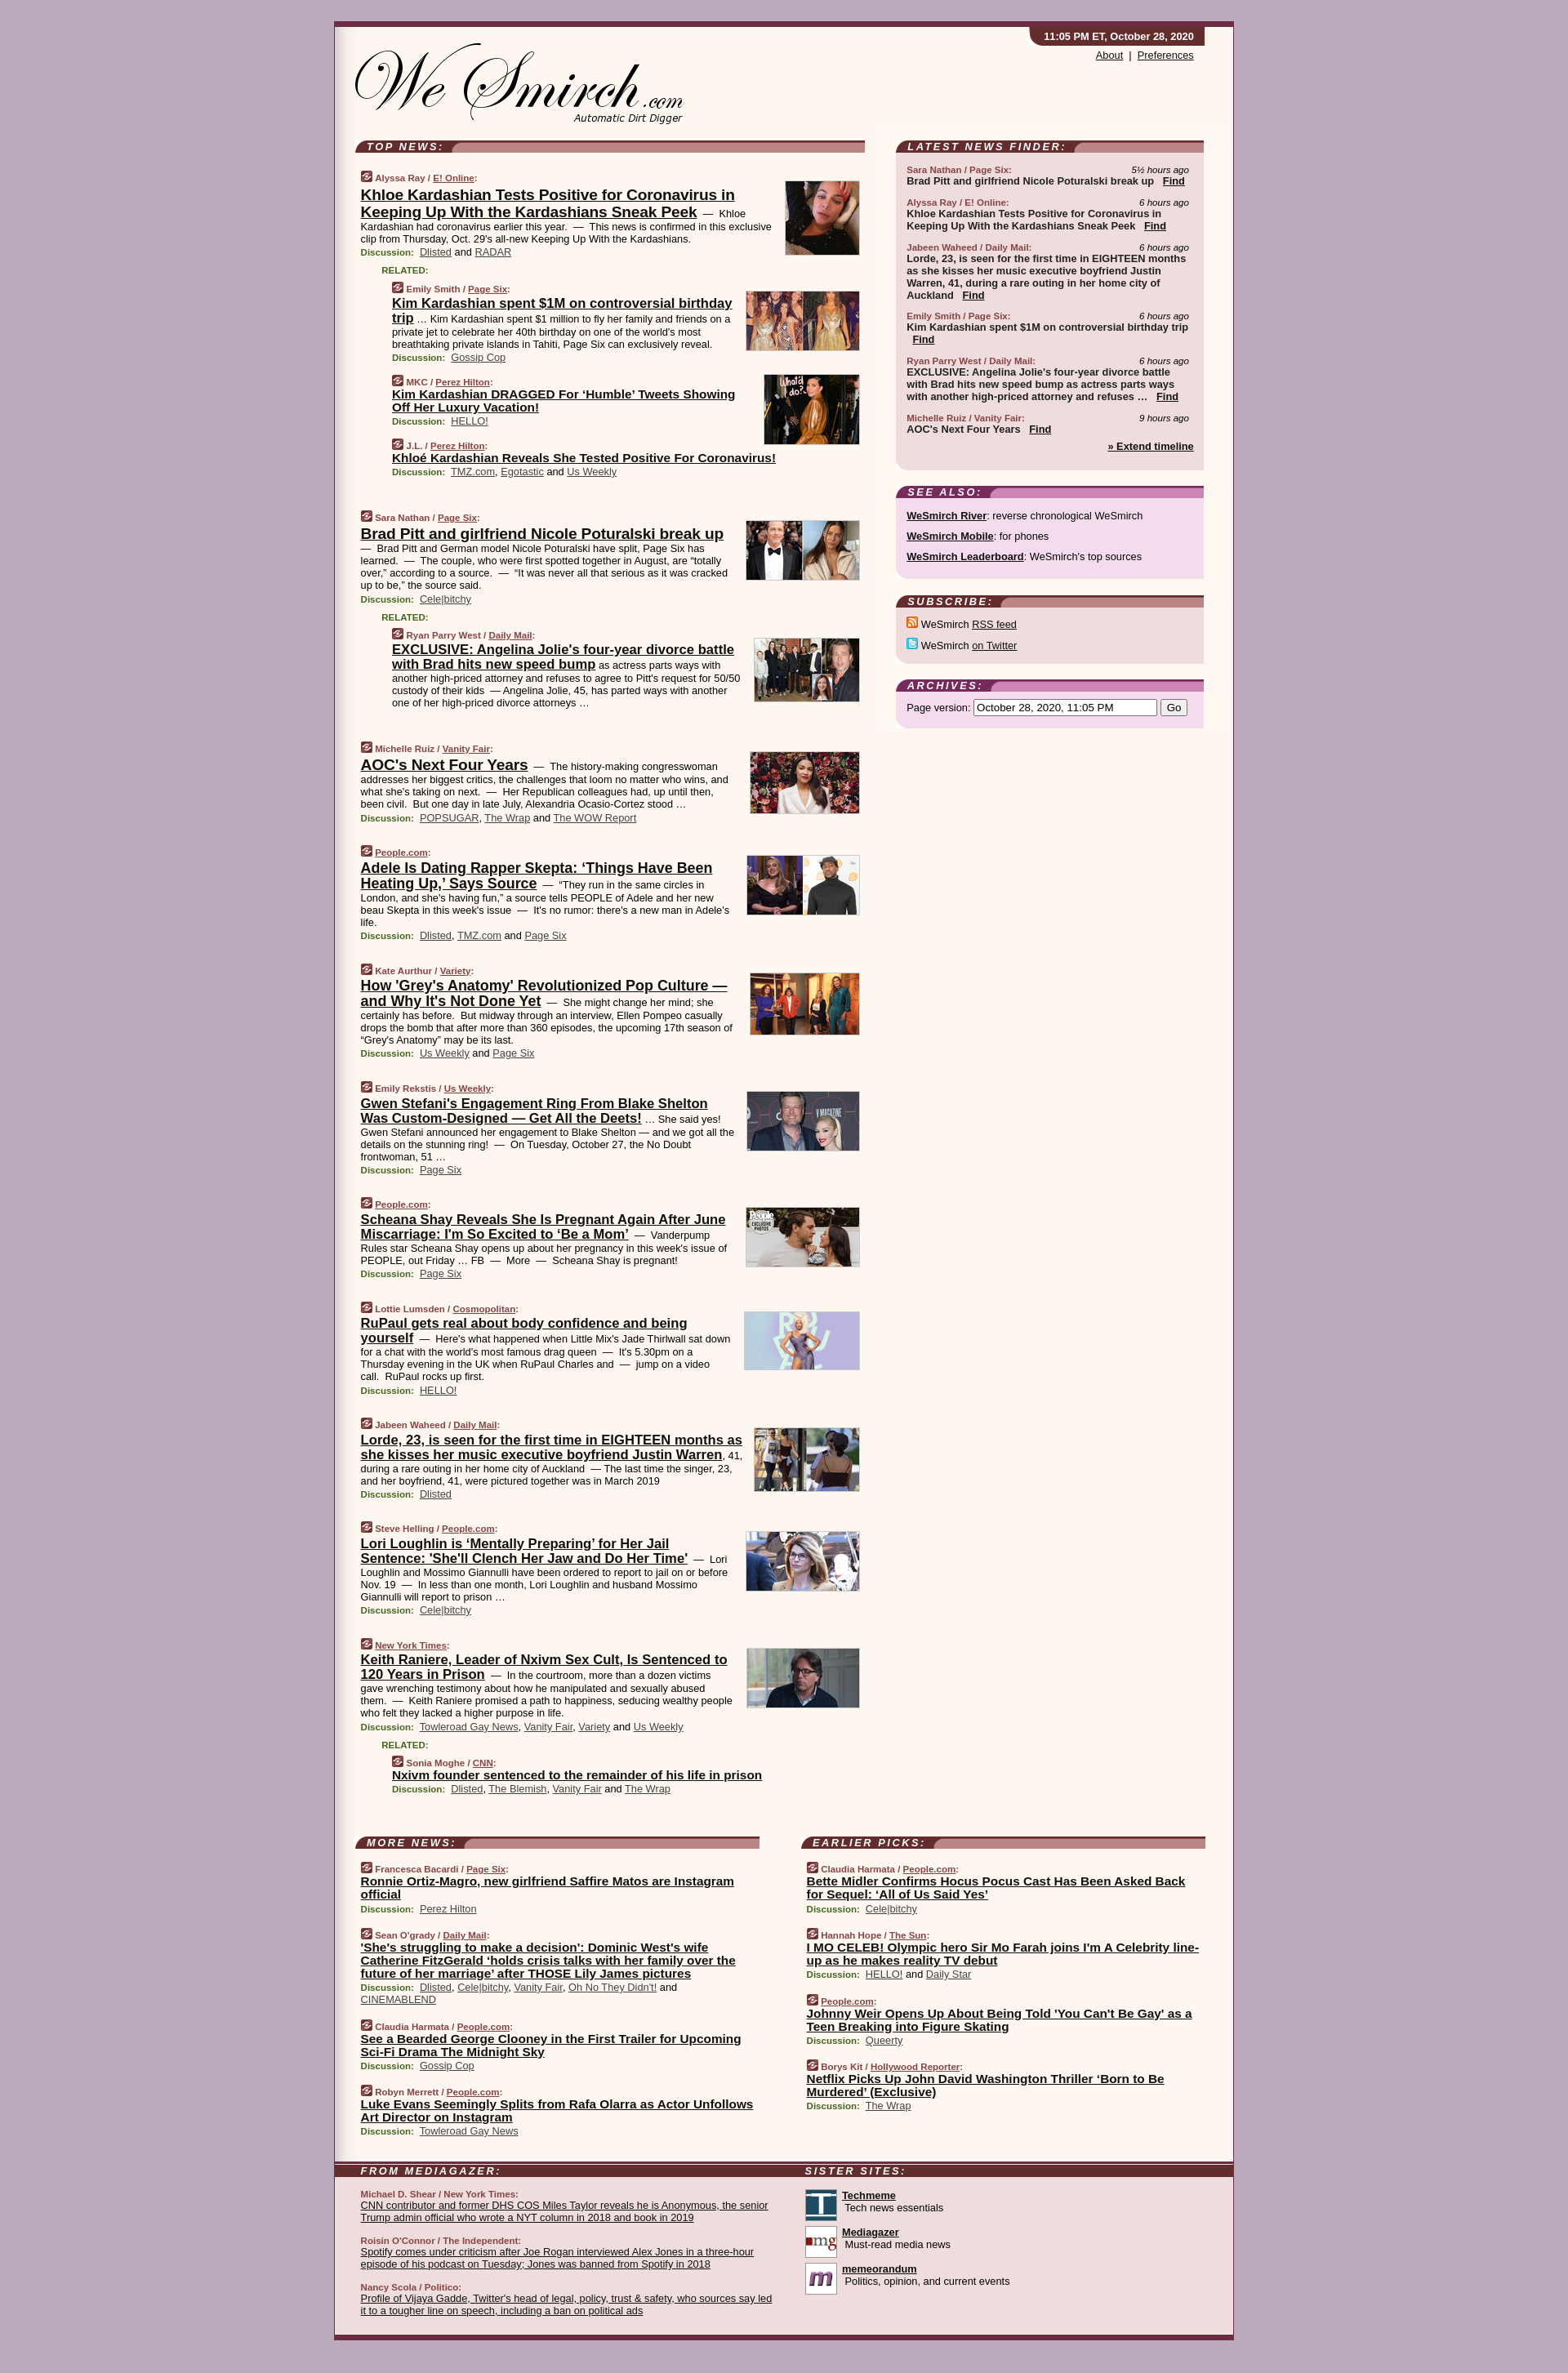 11:05 PM ET, October 28, 2020
About | Preferences
We Smirch.com
Automatic Dirt Digger
TOP NEWS:
Alyssa Ray / E! Online:
Khloe Kardashian Tests Positive for Coronavirus in
Keeping Up With the Kardashians Sneak Peek — Khloe
Kardashian had coronavirus earlier this year. — This news is confirmed in this exclusive
clip from Thursday, Oct. 29's all-new Keeping Up With the Kardashians.
Discussion: Dlisted and RADAR
RELATED:
Emily Smith / Page Six:
Kim Kardashian spent $1M on controversial birthday
trip … Kim Kardashian spent $1 million to fly her family and friends on a
private jet to celebrate her 40th birthday on one of the world's most
breathtaking private islands in Tahiti, Page Six can exclusively reveal.
Discussion: Gossip Cop
MKC / Perez Hilton:
Kim Kardashian DRAGGED For ‘Humble’ Tweets Showing
Off Her Luxury Vacation!
Discussion: HELLO!
What'd I do?
J.L. / Perez Hilton:
Khloé Kardashian Reveals She Tested Positive For Coronavirus!
Discussion: TMZ.com, Egotastic and Us Weekly
Sara Nathan / Page Six:
Brad Pitt and girlfriend Nicole Poturalski break up
— Brad Pitt and German model Nicole Poturalski have split, Page Six has
learned. — The couple, who were first spotted together in August, are “totally
over,” according to a source. — “It was never all that serious as it was cracked
up to be,” the source said.
Discussion: Cele|bitchy
RELATED:
Ryan Parry West / Daily Mail:
EXCLUSIVE: Angelina Jolie's four-year divorce battle
with Brad hits new speed bump as actress parts ways with
another high-priced attorney and refuses to agree to Pitt's request for 50/50
custody of their kids — Angelina Jolie, 45, has parted ways with another
one of her high-priced divorce attorneys …
Michelle Ruiz / Vanity Fair:
AOC's Next Four Years — The history-making congresswoman
addresses her biggest critics, the challenges that loom no matter who wins, and
what she's taking on next. — Her Republican colleagues had, up until then,
been civil. But one day in late July, Alexandria Ocasio-Cortez stood …
Discussion: POPSUGAR, The Wrap and The WOW Report
People.com:
Adele Is Dating Rapper Skepta: ‘Things Have Been
Heating Up,’ Says Source — “They run in the same circles in
London, and she's having fun,” a source tells PEOPLE of Adele and her new
beau Skepta in this week's issue — It's no rumor: there's a new man in Adele's
life.
Discussion: Dlisted, TMZ.com and Page Six
Kate Aurthur / Variety:
How 'Grey's Anatomy' Revolutionized Pop Culture —
and Why It's Not Done Yet — She might change her mind; she
certainly has before. But midway through an interview, Ellen Pompeo casually
drops the bomb that after more than 360 episodes, the upcoming 17th season of
“Grey's Anatomy” may be its last.
Discussion: Us Weekly and Page Six
Emily Rekstis / Us Weekly:
Gwen Stefani's Engagement Ring From Blake Shelton
Was Custom-Designed — Get All the Deets! … She said yes!
Gwen Stefani announced her engagement to Blake Shelton — and we got all the
details on the stunning ring! — On Tuesday, October 27, the No Doubt
frontwoman, 51 …
Discussion: Page Six
People.com:
Scheana Shay Reveals She Is Pregnant Again After June
Miscarriage: I'm So Excited to ‘Be a Mom’ — Vanderpump
Rules star Scheana Shay opens up about her pregnancy in this week's issue of
PEOPLE, out Friday … FB — More — Scheana Shay is pregnant!
Discussion: Page Six
People
EXCLUSIVE
PHOTOS
Lottie Lumsden / Cosmopolitan:
RuPaul gets real about body confidence and being
yourself — Here's what happened when Little Mix's Jade Thirlwall sat down
for a chat with the world's most famous drag queen — It's 5.30pm on a
Thursday evening in the UK when RuPaul Charles and — jump on a video
call. RuPaul rocks up first.
Discussion: HELLO!
Jabeen Waheed / Daily Mail:
Lorde, 23, is seen for the first time in EIGHTEEN months as
she kisses her music executive boyfriend Justin Warren, 41,
during a rare outing in her home city of Auckland — The last time the singer, 23,
and her boyfriend, 41, were pictured together was in March 2019
Discussion: Dlisted
Steve Helling / People.com:
Lori Loughlin is ‘Mentally Preparing’ for Her Jail
Sentence: 'She'll Clench Her Jaw and Do Her Time' — Lori
Loughlin and Mossimo Giannulli have been ordered to report to jail on or before
Nov. 19 — In less than one month, Lori Loughlin and husband Mossimo
Giannulli will report to prison …
Discussion: Cele|bitchy
New York Times:
Keith Raniere, Leader of Nxivm Sex Cult, Is Sentenced to
120 Years in Prison — In the courtroom, more than a dozen victims
gave wrenching testimony about how he manipulated and sexually abused
them. — Keith Raniere promised a path to happiness, seducing wealthy people
who felt they lacked a higher purpose in life.
Discussion: Towleroad Gay News, Vanity Fair, Variety and Us Weekly
RELATED:
Sonia Moghe / CNN:
Nxivm founder sentenced to the remainder of his life in prison
Discussion: Dlisted, The Blemish, Vanity Fair and The Wrap
LATEST NEWS FINDER:
Sara Nathan / Page Six: 5½ hours ago
Brad Pitt and girlfriend Nicole Poturalski break up Find
Alyssa Ray / E! Online: 6 hours ago
Khloe Kardashian Tests Positive for Coronavirus in
Keeping Up With the Kardashians Sneak Peek Find
Jabeen Waheed / Daily Mail: 6 hours ago
Lorde, 23, is seen for the first time in EIGHTEEN months
as she kisses her music executive boyfriend Justin
Warren, 41, during a rare outing in her home city of
Auckland Find
Emily Smith / Page Six: 6 hours ago
Kim Kardashian spent $1M on controversial birthday trip
Find
Ryan Parry West / Daily Mail: 6 hours ago
EXCLUSIVE: Angelina Jolie's four-year divorce battle
with Brad hits new speed bump as actress parts ways
with another high-priced attorney and refuses … Find
Michelle Ruiz / Vanity Fair: 9 hours ago
AOC's Next Four Years Find
» Extend timeline
SEE ALSO:
WeSmirch River: reverse chronological WeSmirch
WeSmirch Mobile: for phones
WeSmirch Leaderboard: WeSmirch's top sources
SUBSCRIBE:
WeSmirch RSS feed
WeSmirch on Twitter
ARCHIVES:
Page version: October 28, 2020, 11:05 PM Go
MORE NEWS:
Francesca Bacardi / Page Six:
Ronnie Ortiz-Magro, new girlfriend Saffire Matos are Instagram
official
Discussion: Perez Hilton
Sean O'grady / Daily Mail:
'She's struggling to make a decision': Dominic West's wife
Catherine FitzGerald ‘holds crisis talks with her family over the
future of her marriage’ after THOSE Lily James pictures
Discussion: Dlisted, Cele|bitchy, Vanity Fair, Oh No They Didn't! and
CINEMABLEND
Claudia Harmata / People.com:
See a Bearded George Clooney in the First Trailer for Upcoming
Sci-Fi Drama The Midnight Sky
Discussion: Gossip Cop
Robyn Merrett / People.com:
Luke Evans Seemingly Splits from Rafa Olarra as Actor Unfollows
Art Director on Instagram
Discussion: Towleroad Gay News
EARLIER PICKS:
Claudia Harmata / People.com:
Bette Midler Confirms Hocus Pocus Cast Has Been Asked Back
for Sequel: ‘All of Us Said Yes’
Discussion: Cele|bitchy
Hannah Hope / The Sun:
I MO CELEB! Olympic hero Sir Mo Farah joins I'm A Celebrity line-
up as he makes reality TV debut
Discussion: HELLO! and Daily Star
People.com:
Johnny Weir Opens Up About Being Told 'You Can't Be Gay' as a
Teen Breaking into Figure Skating
Discussion: Queerty
Borys Kit / Hollywood Reporter:
Netflix Picks Up John David Washington Thriller ‘Born to Be
Murdered’ (Exclusive)
Discussion: The Wrap
FROM MEDIAGAZER:
Michael D. Shear / New York Times:
CNN contributor and former DHS COS Miles Taylor reveals he is Anonymous, the senior
Trump admin official who wrote a NYT column in 2018 and book in 2019
Roisin O'Connor / The Independent:
Spotify comes under criticism after Joe Rogan interviewed Alex Jones in a three-hour
episode of his podcast on Tuesday; Jones was banned from Spotify in 2018
Nancy Scola / Politico:
Profile of Vijaya Gadde, Twitter's head of legal, policy, trust & safety, who sources say led
it to a tougher line on speech, including a ban on political ads
SISTER SITES:
T
Techmeme
Tech news essentials
mg
Mediagazer
Must-read media news
m
memeorandum
Politics, opinion, and current events